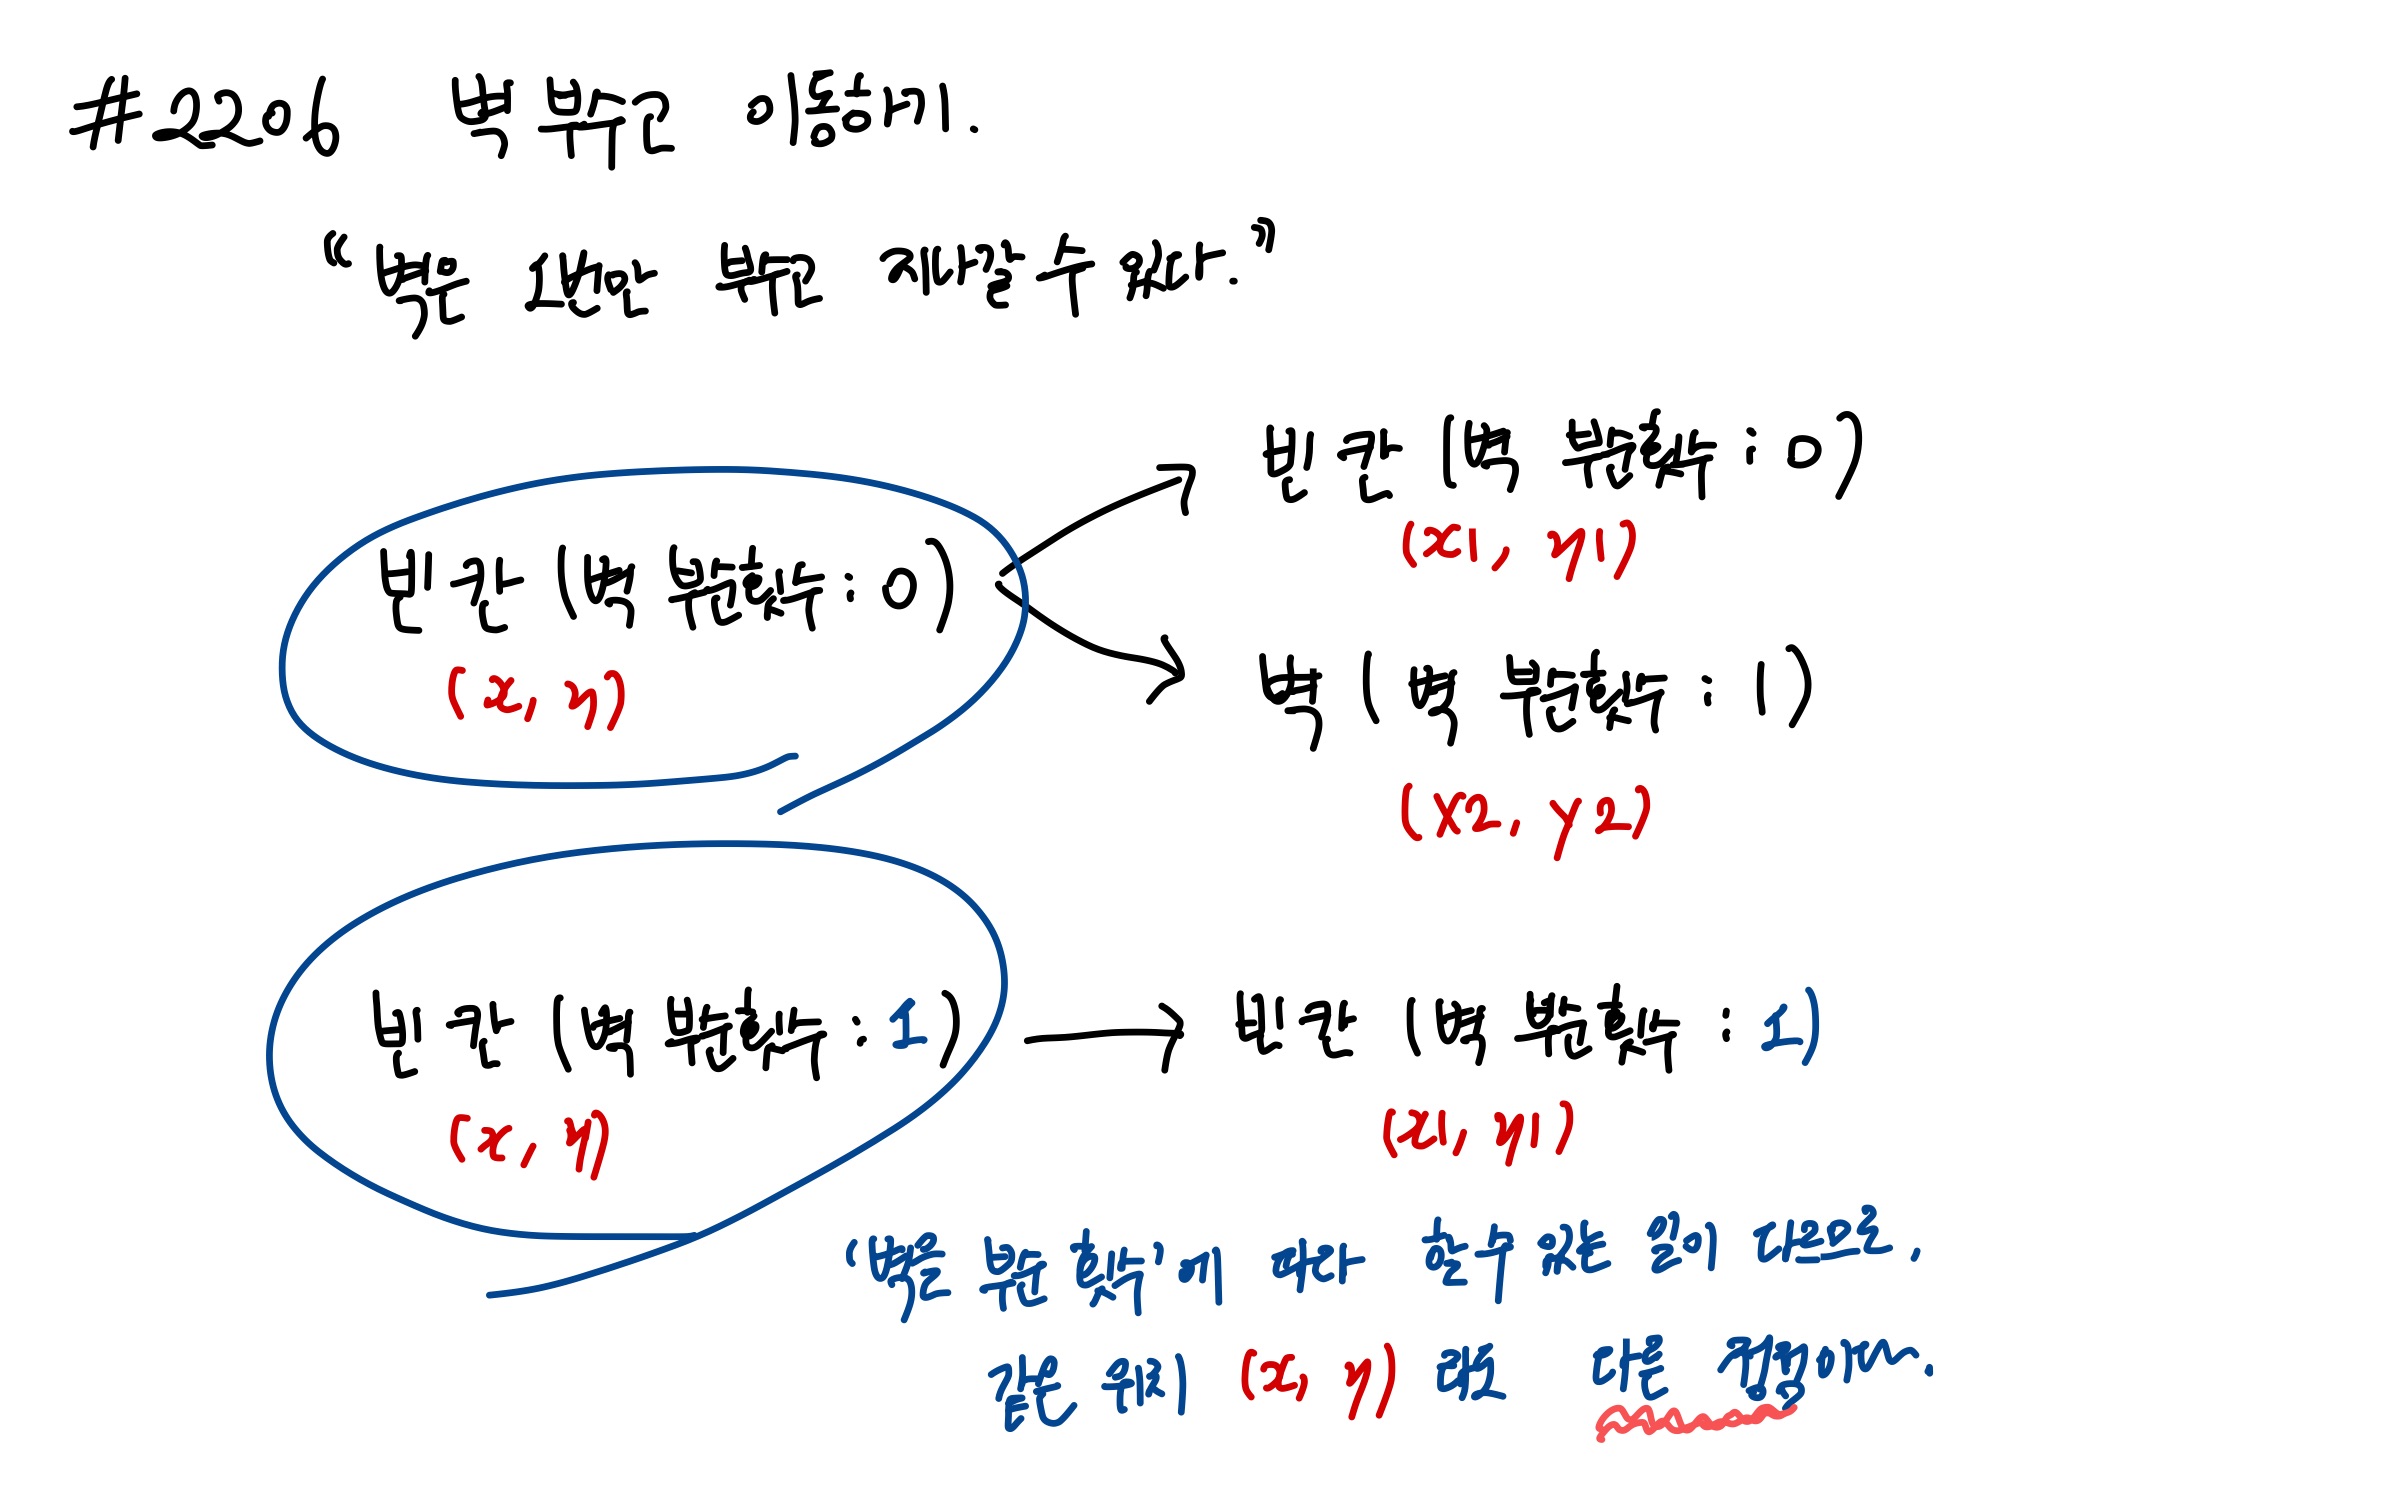 #2206 벽 부수고 이동하기.
“벽은 1번만 부수고 지나갈 수 있다.”
빈칸 (벽 부순횟수 : 0)
(x1, y1)
빈칸 (벽 부순횟수 : 0)
(x, y)
벽 (벽 부순횟수 : 1)
(x2, y2)
빈칸 (벽 부순횟수 : 1)
빈칸 (벽 부순횟수 : 1)
(x, y)
(x1, y1)
“벽을 부순 횟수”에 따라 할 수 있는 일이 다르므로,
같은 위치 (x, y) 라도 다른 정점이다.